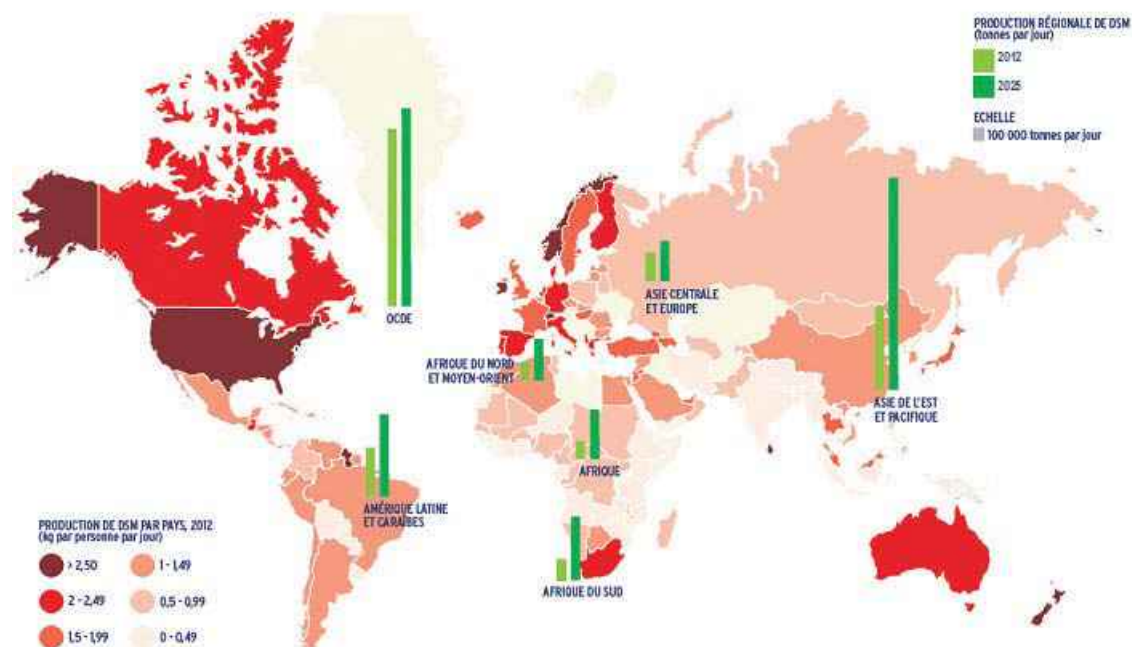 PRODUCTION RÉGIONALE DE DSM
(tonnes par jour)
2012
2025
ECHELLE
100 000 tonnes par jour
OCDE
ASIE CENTRALE
ET EUROPE
AFRIQUE DU NORD
ET MOYEN-ORIENT
ASIE DE L'EST
ET PACIFIQUE
AFRIQUE
AMÉRIQUE LATINE
ET CARAÏBES
AFRIQUE DU SUD
PRODUCTION DE DSM PAR PAYS, 2012
(kg par personne par jour)
> 2,50
1 - 1,49
2 - 2,49
0,5 - 0,99
1,5 - 1,99
0 - 0,49